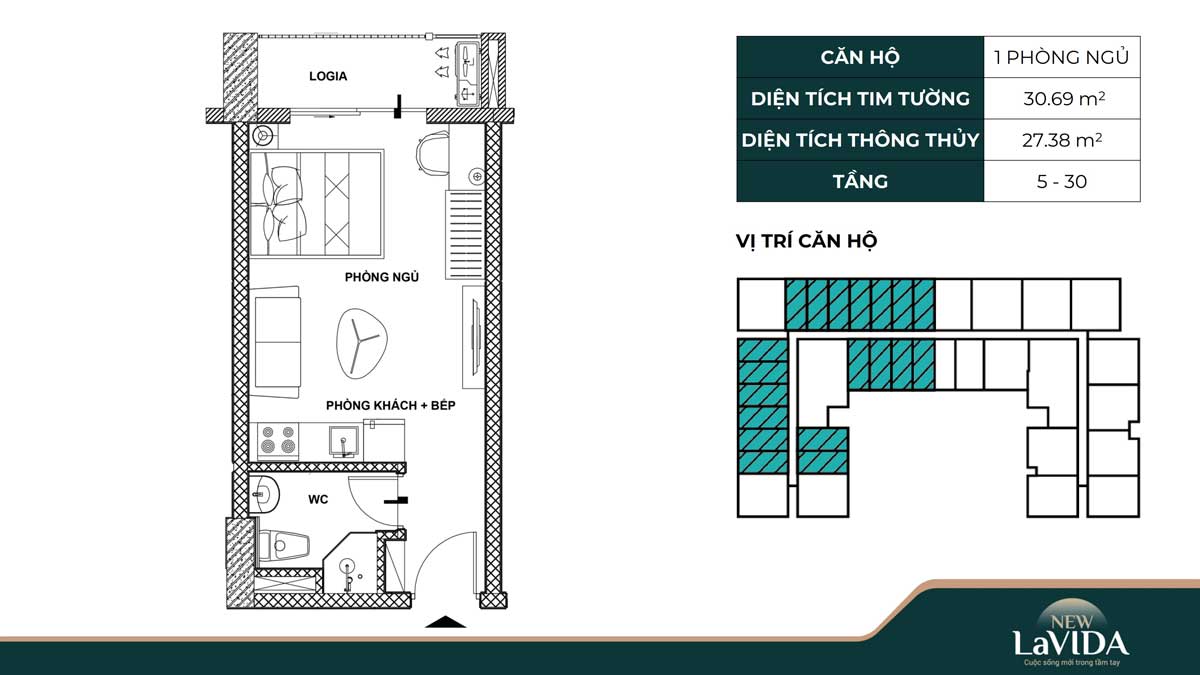 LOGIA
PHÒNG NGỦ
PHÒNG KHÁCH + BẾP
WC
CĂN HỘ 1 PHÒNG NGỦ
DIỆN TÍCH TIM TƯỜNG 30.69 m²
DIỆN TÍCH THÔNG THỦY 27.38 m²
TẦNG 5 - 30
VỊ TRÍ CĂN HỘ
NEW
LaVIDA
Cuộc sống mới trong tầm tay